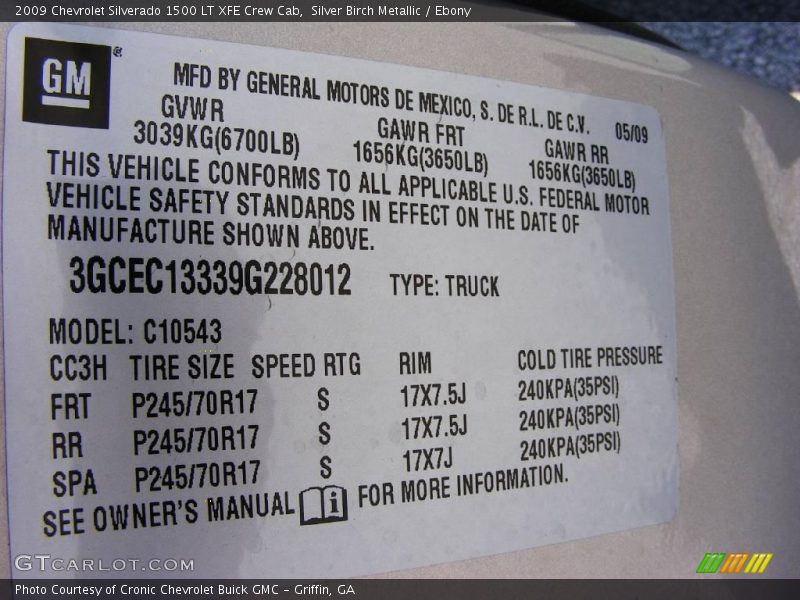 2009 Chevrolet Silverado 1500 LT XFE Crew Cab,  Silver Birch Metallic / Ebony
GM®
MFD BY GENERAL MOTORS DE MEXICO, S. DE R.L. DE C.V. 05/09
GVWR GAWR FRT GAWR RR
3039KG(6700LB) 1656KG(3650LB) 1656KG(3650LB)
THIS VEHICLE CONFORMS TO ALL APPLICABLE U.S. FEDERAL MOTOR
VEHICLE SAFETY STANDARDS IN EFFECT ON THE DATE OF
MANUFACTURE SHOWN ABOVE.
3GCEC13339G228012 TYPE: TRUCK
MODEL: C10543
CC3H TIRE SIZE SPEED RTG RIM COLD TIRE PRESSURE
FRT P245/70R17 S 17X7.5J 240KPA(35PSI)
RR P245/70R17 S 17X7.5J 240KPA(35PSI)
SPA P245/70R17 S 17X7J 240KPA(35PSI)
SEE OWNER'S MANUAL i FOR MORE INFORMATION.
GTCARLOT.COM
Photo Courtesy of Cronic Chevrolet Buick GMC – Griffin, GA